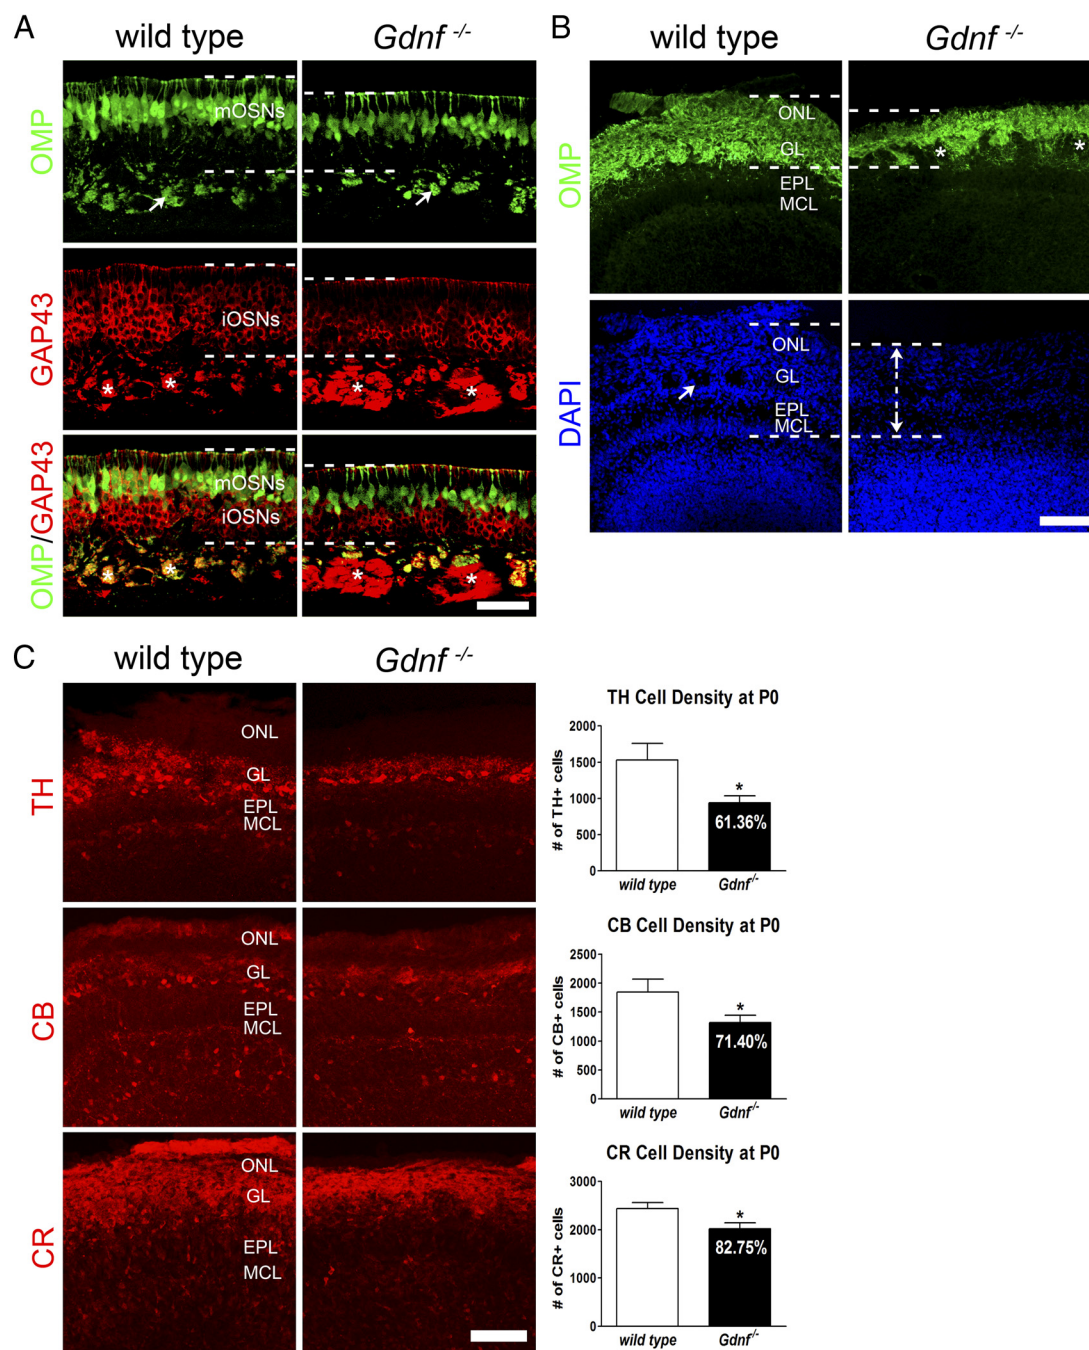 A
wild type
Gdnf -/-
OMP
mOSNs
GAP43
iOSNs
*
*
*
*
OMP/GAP43
mOSNs
iOSNs
*
*
*
*
B
wild type
Gdnf -/-
OMP
ONL
GL
EPL
MCL
*
*
DAPI
ONL
GL
EPL
MCL
C
wild type
Gdnf -/-
TH
ONL
GL
EPL
MCL
CB
ONL
GL
EPL
MCL
CR
ONL
GL
EPL
MCL
TH Cell Density at P0
# of TH+ cells
2000
1500
1000
500
0
*
61.36%
wild type
Gdnf-/-
CB Cell Density at P0
# of CB+ cells
2500
2000
1500
1000
500
0
*
71.40%
wild type
Gdnf-/-
CR Cell Density at P0
# of CR+ cells
3000
2000
1000
0
*
82.75%
wild type
Gdnf-/-